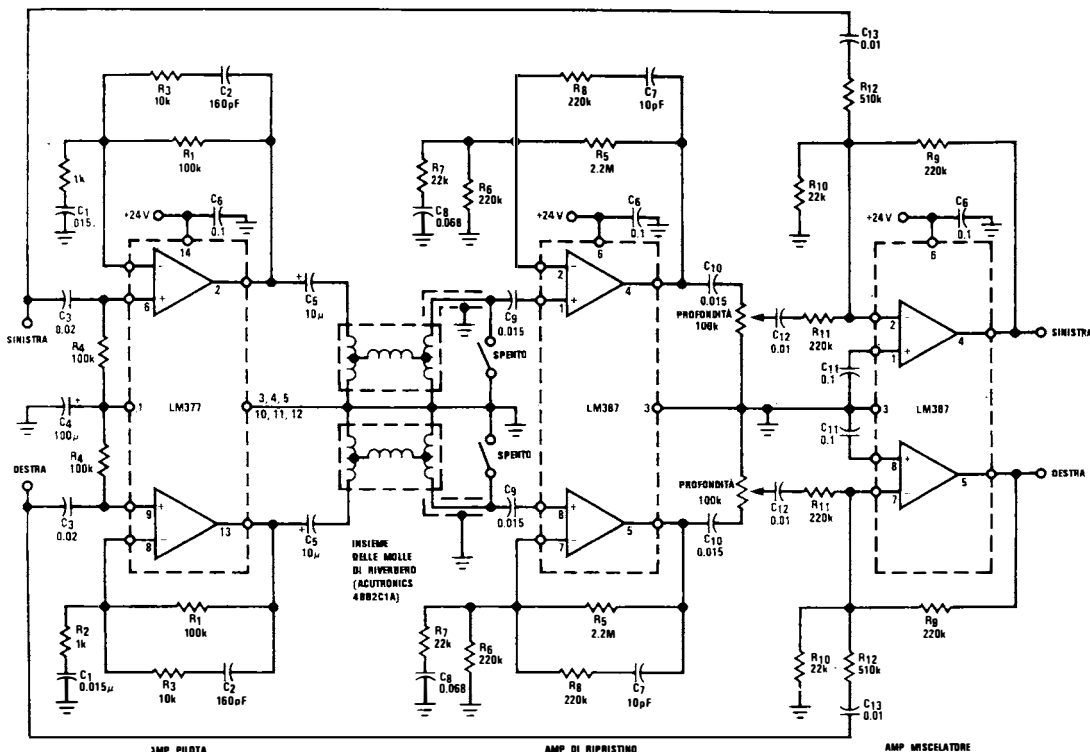 C13
0.01
R12
510k
R3
10k
C2
160pF
R1
100k
1k
C1
015.
+24V
C6
0.1
14
2
6
C3
0.02
SINISTRA
R4
100k
C4
100μ
1
LM377
3, 4, 5
10, 11, 12
R4
100k
DESTRA
C3
0.02
9
8
13
C5
10μ
C5
10μ
R1
100k
R2
1k
C1
0.015μ
R3
10k
C2
160pF
AMP PILOTA
INSIEME
DELLE MOLLE
DI RIVERBERO
(ACUTRONICS
4BB2C1A)
SPENTO
SPENTO
R8
220k
C7
10pF
R5
2.2M
R7
22k
C8
0.068
R6
220k
+24V
C6
0.1
6
2
1
4
C9
0.015
C9
0.015
LM387
3
8
7
5
C10
0.015
PROFONDITÀ
100k
PROFONDITÀ
100k
C10
0.015
R5
2.2M
R7
22k
C8
0.068
R6
220k
R8
220k
C7
10pF
AMP DI RIPRISTINO
R10
22k
R9
220k
+24V
C6
0.1
6
C12
0.01
R11
220k
2
1
4
SINISTRA
C11
0.1
3
LM387
C11
0.1
8
7
5
DESTRA
C12
0.01
R11
220k
R9
220k
R10
22k
R12
510k
C13
0.01
AMP MISCELATORE